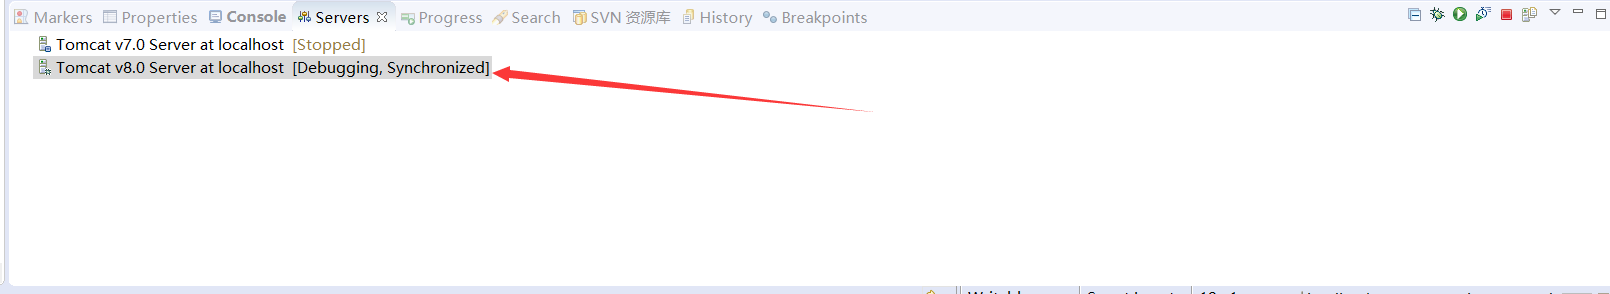 Markers Properties Console Servers Progress Search SVN 资源库 History Breakpoints
Tomcat v7.0 Server at localhost [Stopped]
Tomcat v8.0 Server at localhost [Debugging, Synchronized]